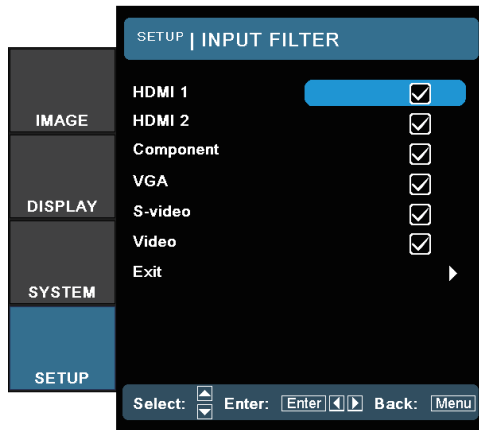 SETUP | INPUT FILTER
HDMI 1
HDMI 2
Component
VGA
S-video
Video
Exit
IMAGE
DISPLAY
SYSTEM
SETUP
Select: Enter: Enter Back: Menu